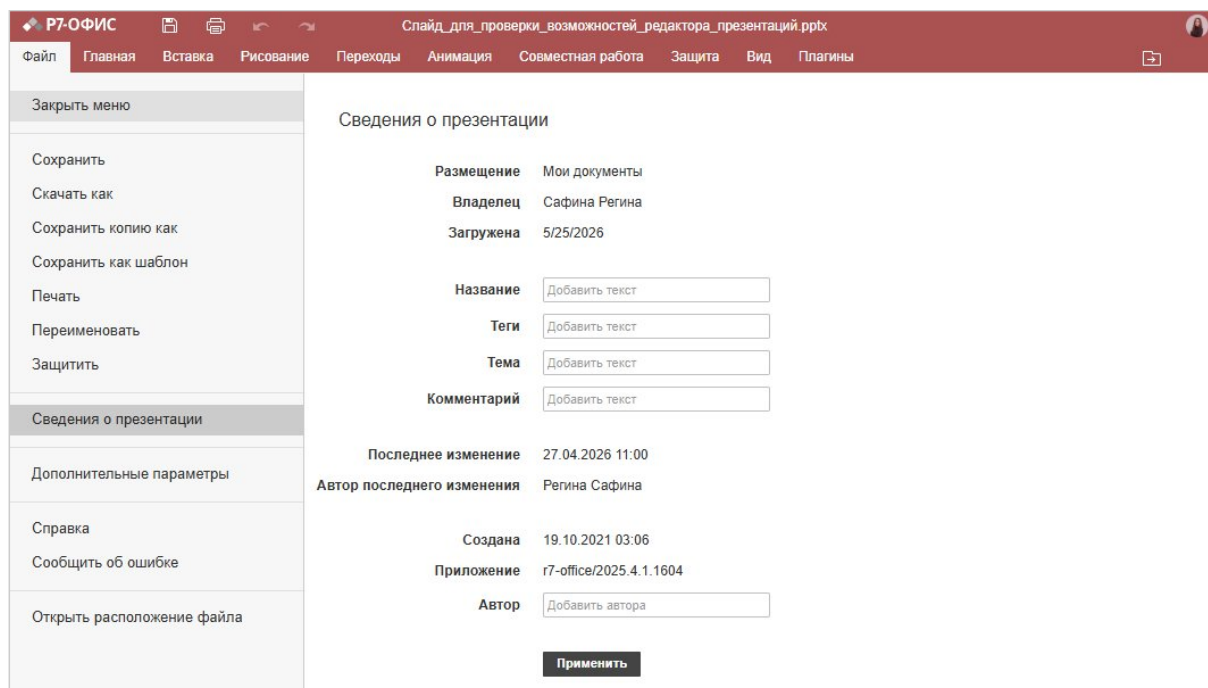 Р7-ОФИС
Слайд_для_проверки_возможностей_редактора_презентаций.pptx
Файл Главная Вставка Рисование Переходы Анимация Совместная работа Защита Вид Плагины
Закрыть меню
Сохранить
Скачать как
Сохранить копию как
Сохранить как шаблон
Печать
Переименовать
Защитить
Сведения о презентации
Дополнительные параметры
Справка
Сообщить об ошибке
Открыть расположение файла
Сведения о презентации
Размещение Мои документы
Владелец Сафина Регина
Загружена 5/25/2026
Название Добавить текст
Теги Добавить текст
Тема Добавить текст
Комментарий Добавить текст
Последнее изменение 27.04.2026 11:00
Автор последнего изменения Регина Сафина
Создана 19.10.2021 03:06
Приложение r7-office/2025.4.1.1604
Автор Добавить автора
Применить